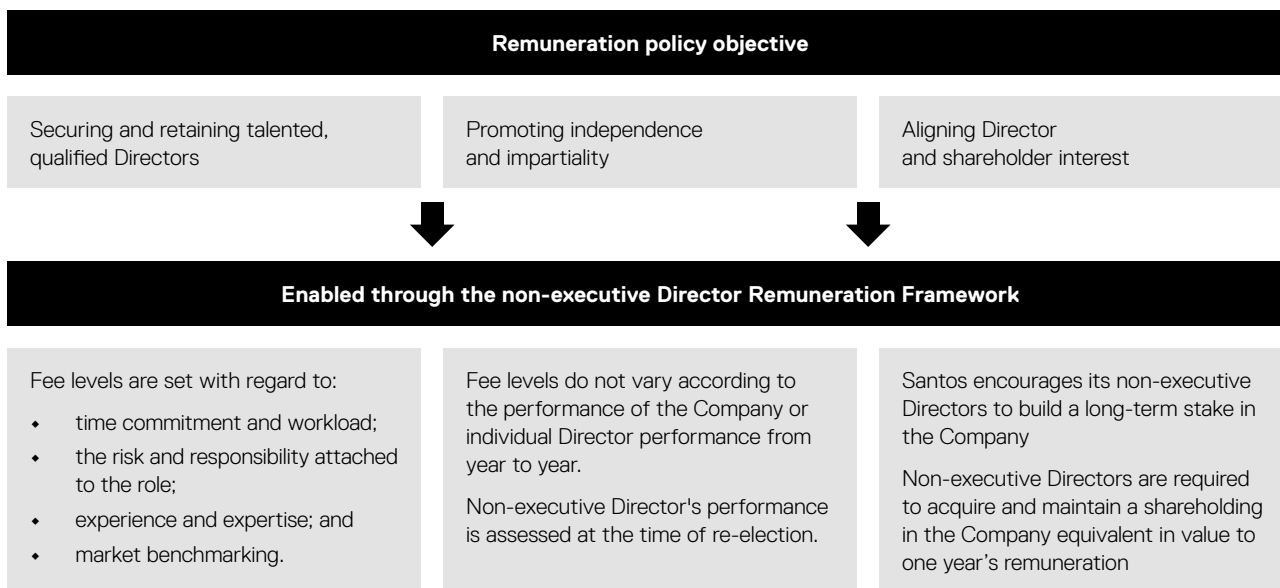 Remuneration policy objective
Securing and retaining talented,
qualified Directors
Promoting independence
and impartiality
Aligning Director
and shareholder interest
Enabled through the non-executive Director Remuneration Framework
Fee levels are set with regard to:
◆ time commitment and workload;
◆ the risk and responsibility attached
to the role;
◆ experience and expertise; and
◆ market benchmarking.
Fee levels do not vary according to
the performance of the Company or
individual Director performance from
year to year.
Non-executive Director's performance
is assessed at the time of re-election.
Santos encourages its non-executive
Directors to build a long-term stake in
the Company
Non-executive Directors are required
to acquire and maintain a shareholding
in the Company equivalent in value to
one year’s remuneration